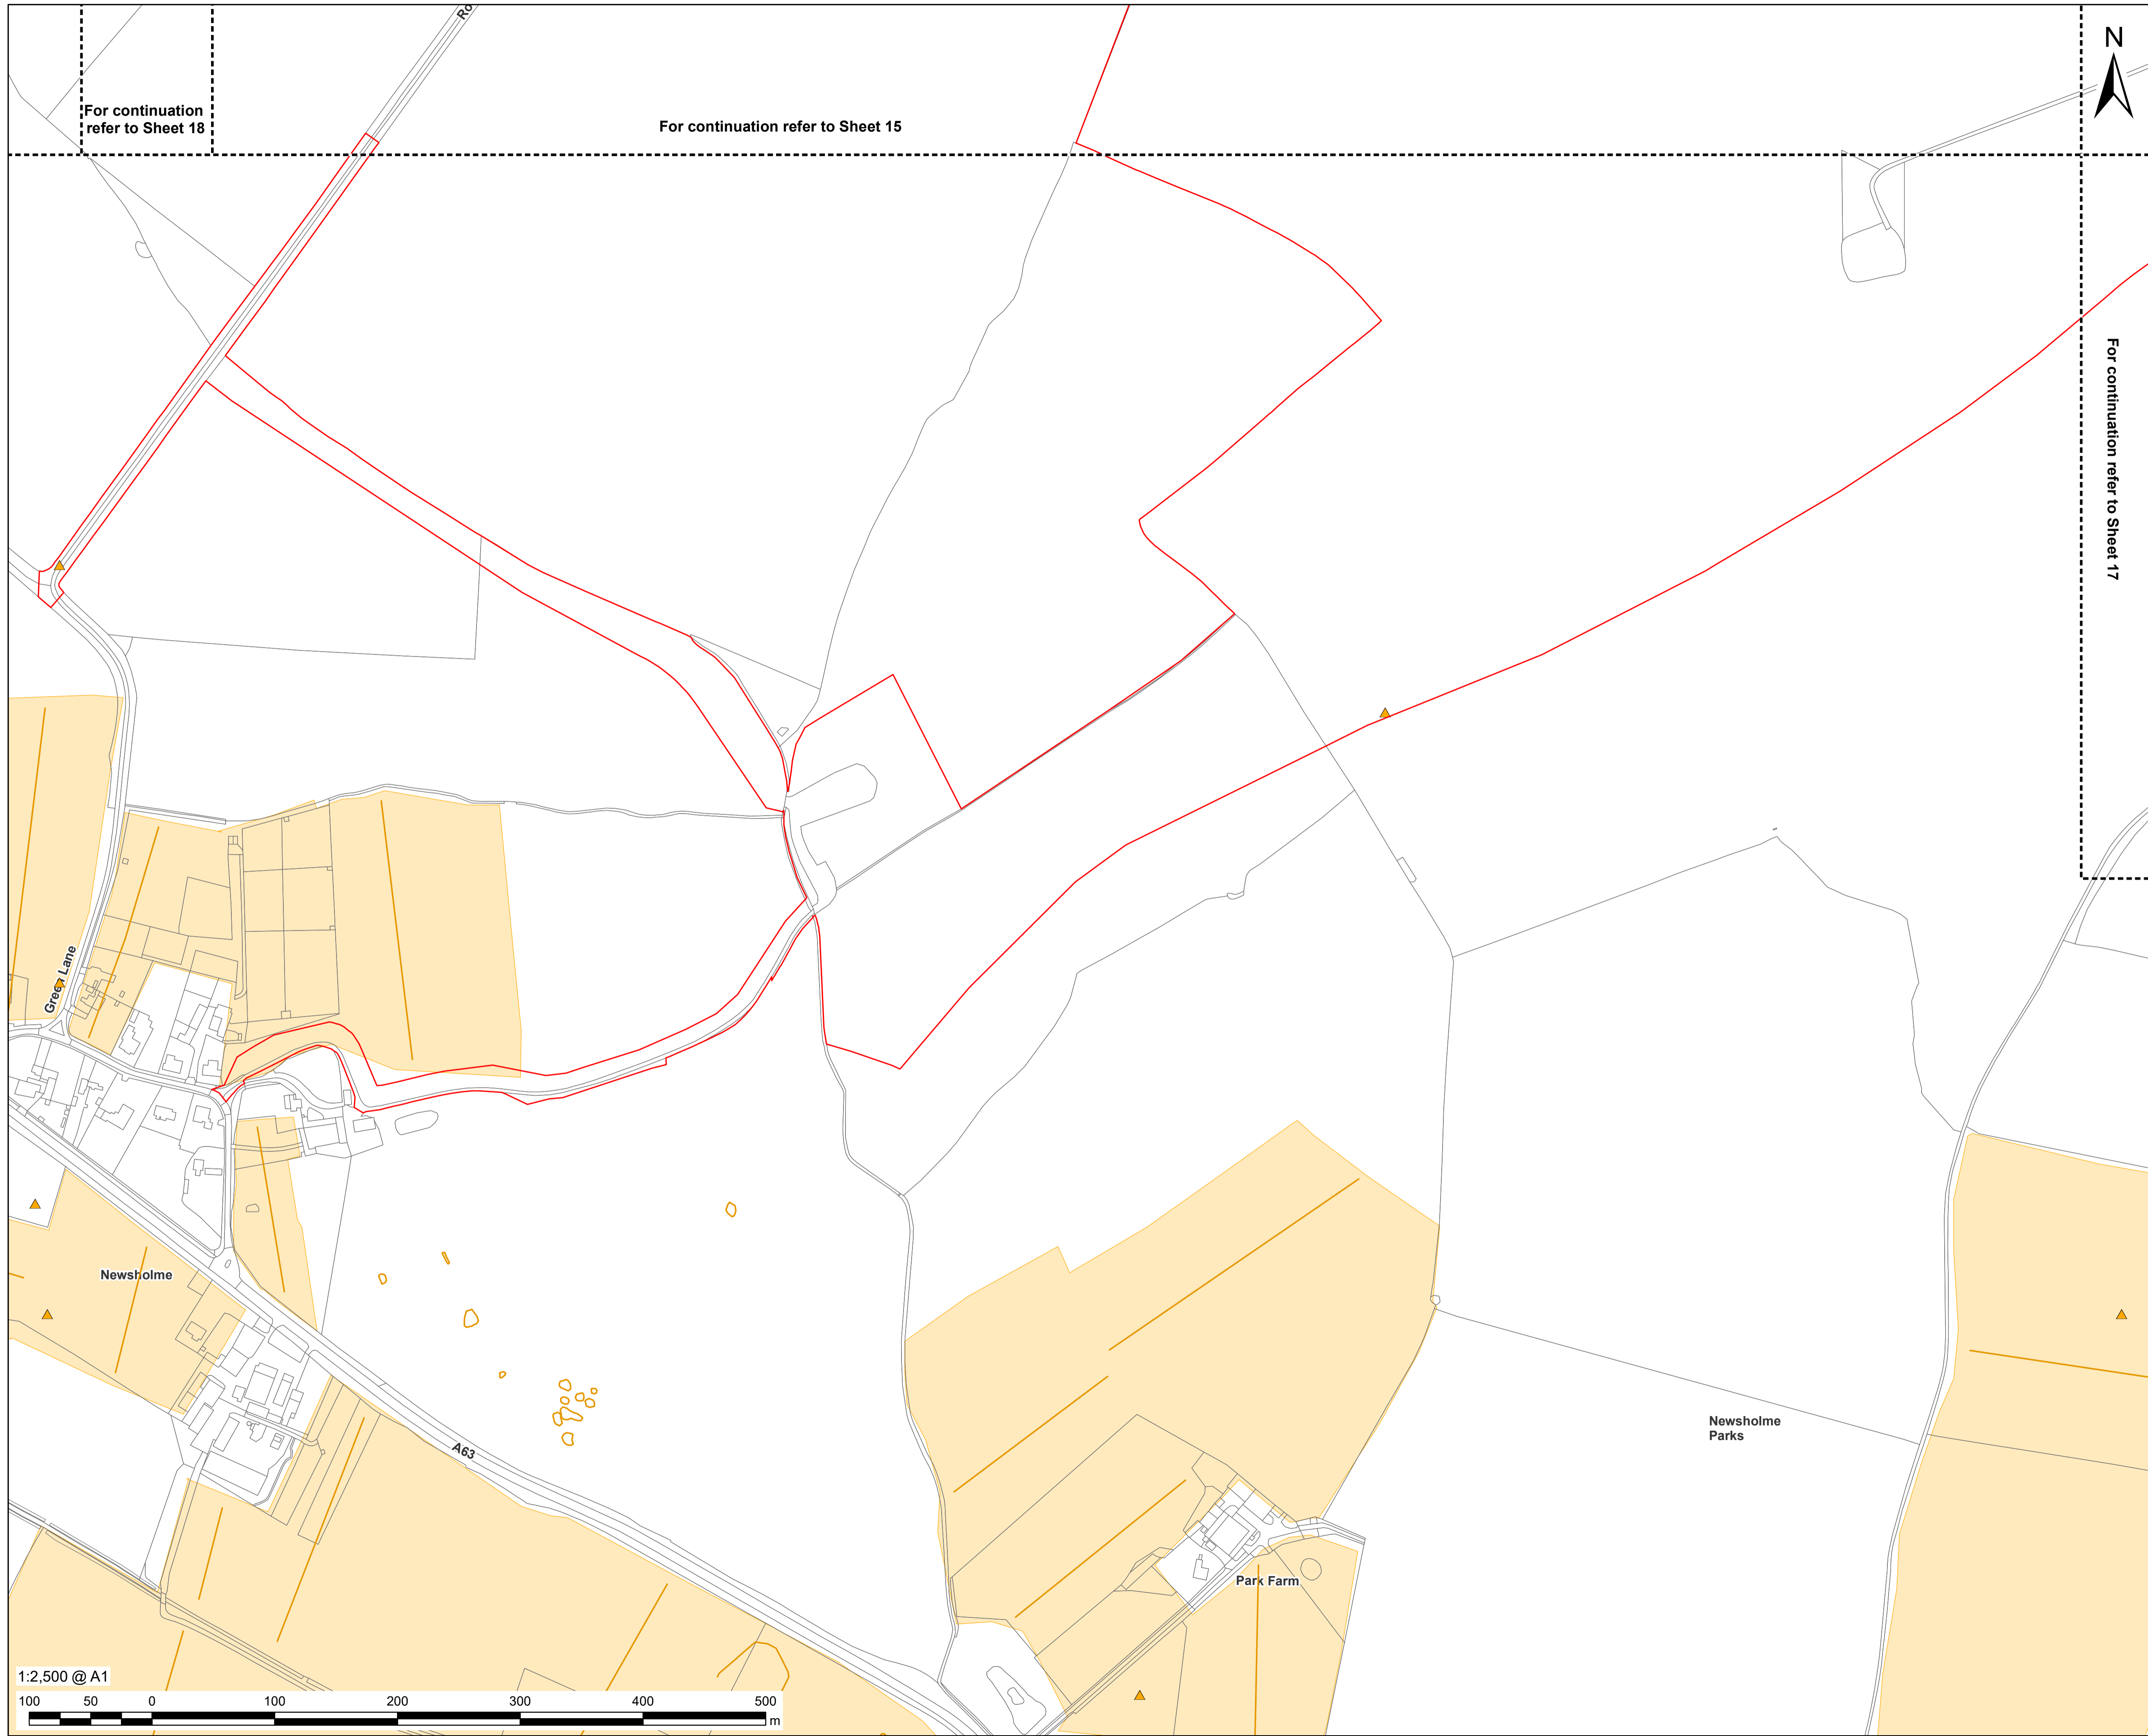 Ro
N
For continuation
refer to Sheet 18
For continuation refer to Sheet 15
For continuation refer to Sheet 17
Green Lane
Newsholme
A63
Newsholme
Parks
Park Farm
1:2,500 @ A1
100 50 0 100 200 300 400 500
m